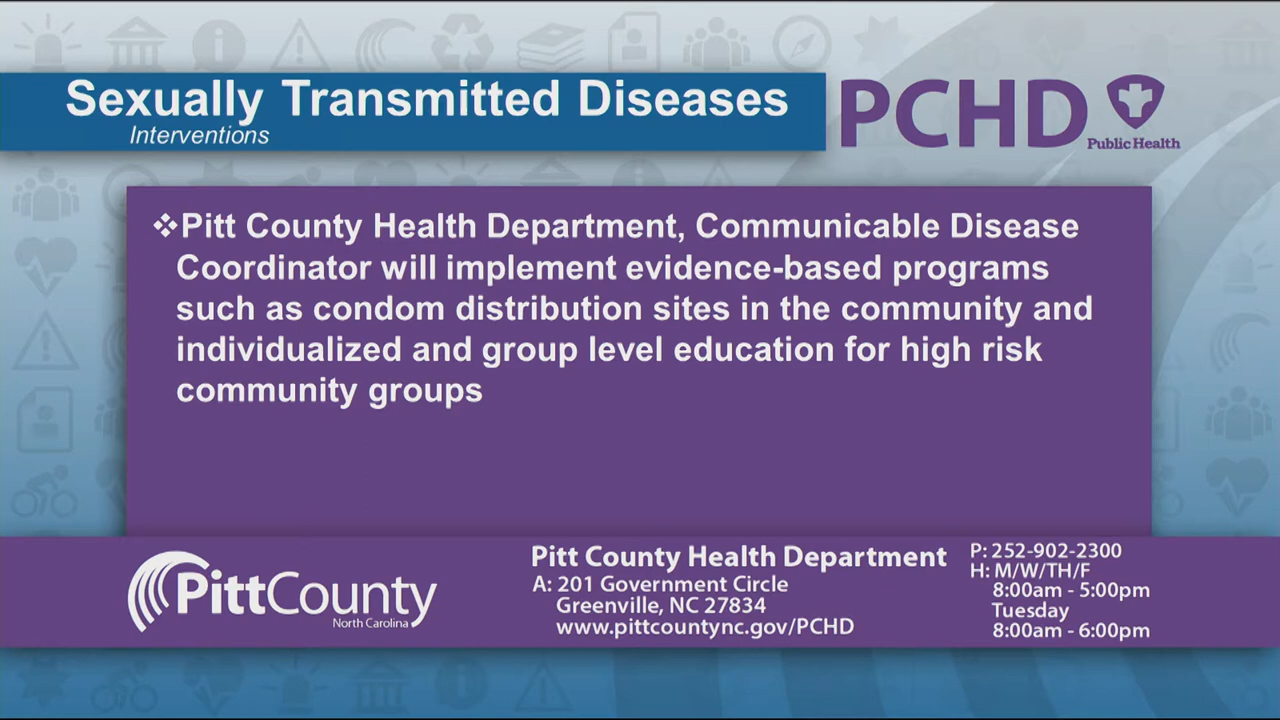 Sexually Transmitted Diseases
Interventions
PCHD
Public Health
❖Pitt County Health Department, Communicable Disease
Coordinator will implement evidence-based programs
such as condom distribution sites in the community and
individualized and group level education for high risk
community groups
PittCounty
North Carolina
Pitt County Health Department
A: 201 Government Circle
Greenville, NC 27834
www.pittcountync.gov/PCHD
P: 252-902-2300
H: M/W/TH/F
8:00am - 5:00pm
Tuesday
8:00am - 6:00pm